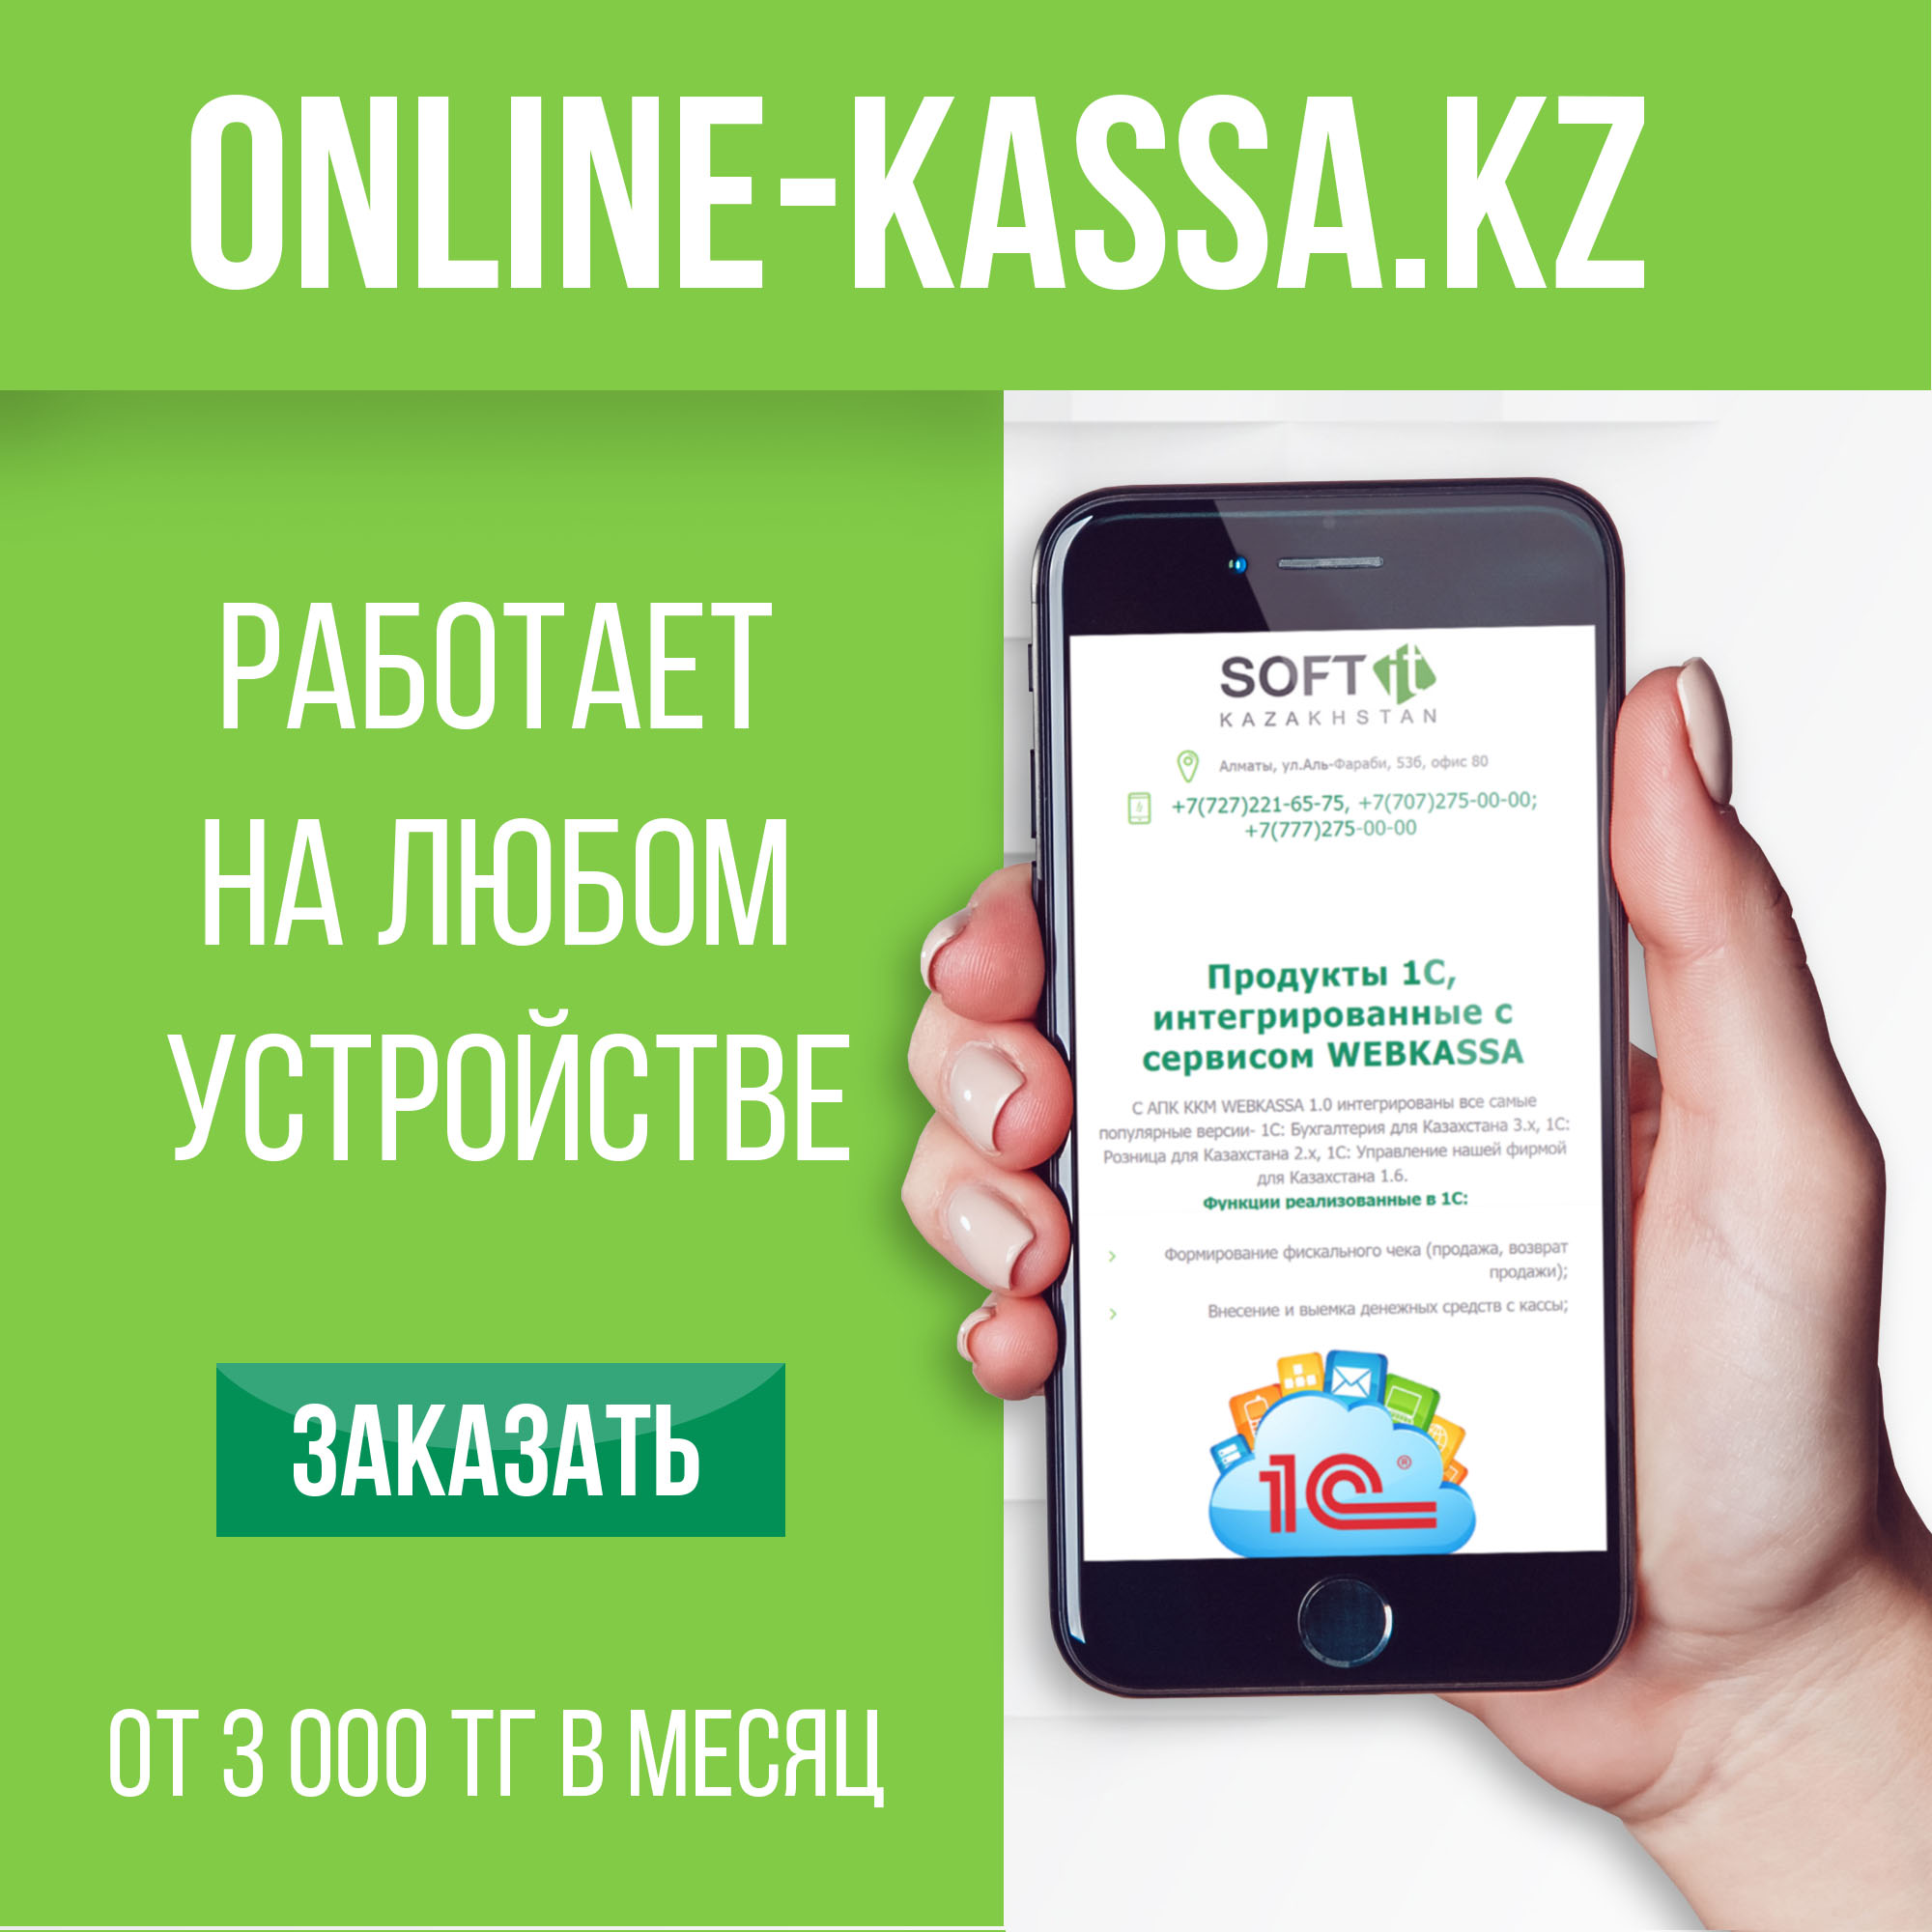 ONLINE-KASSA.KZ
РАБОТАЕТ
НА ЛЮБОМ
УСТРОЙСТВЕ
ЗАКАЗАТЬ
ОТ 3 000 ТГ В МЕСЯЦ
SOFT it
KAZAKHSTAN
Алматы, ул.Аль-Фараби, 53б, офис 80
+7(727)221-65-75, +7(707)275-00-00;
+7(777)275-00-00
Продукты 1С,
интегрированные с
сервисом WEBKASSA
С АПК ККМ WEBKASSA 1.0 интегрированы все самые
популярные версии- 1С: Бухгалтерия для Казахстана 3.х, 1С:
Розница для Казахстана 2.х, 1С: Управление нашей фирмой
для Казахстана 1.6.
Функции реализованные в 1С:
Формирование фискального чека (продажа, возврат
продажи);
Внесение и выемка денежных средств с кассы;
1С ®